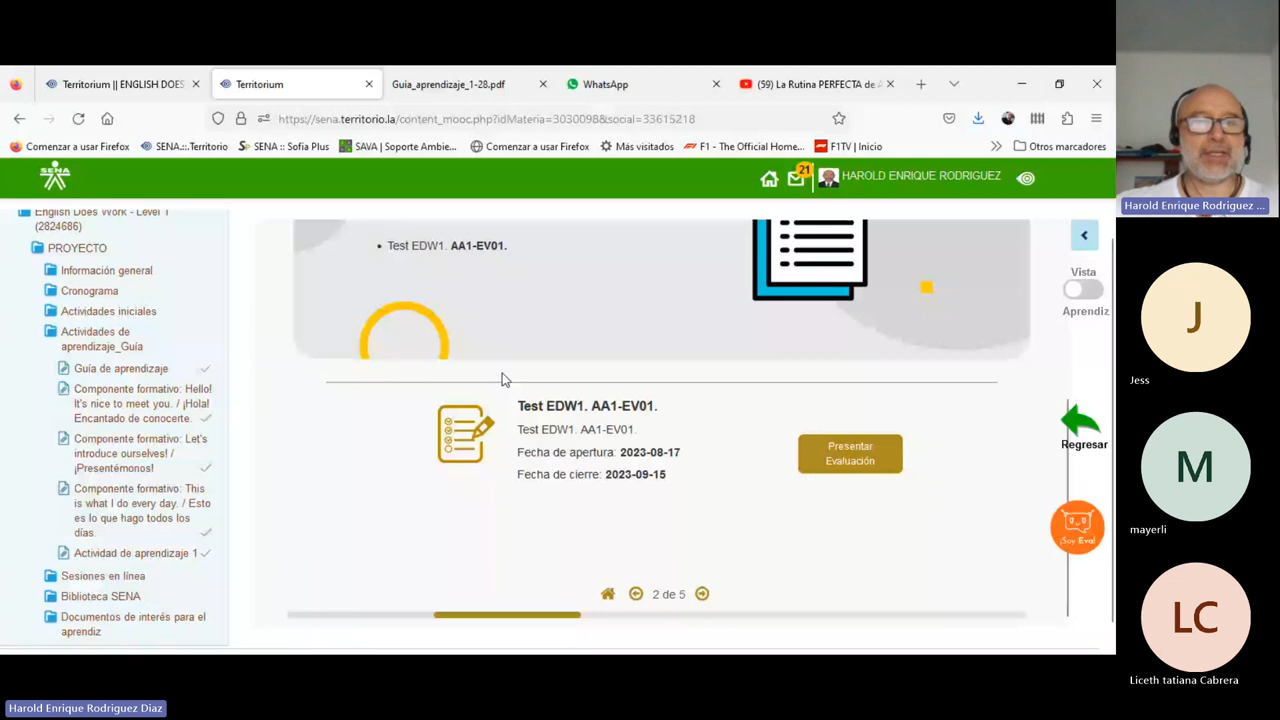 Territorium || ENGLISH DOES
Territorium
Guia_aprendizaje_1-28.pdf
WhatsApp
(59) La Rutina PERFECTA de
https://sena.territorio.la/content_mooc.php?idMateria=3030098&social=33615218
Comenzar a usar Firefox
SENA.::.Territorio
SENA :: Sofia Plus
SAVA | Soporte Ambie...
Comenzar a usar Firefox
Más visitados
F1 - The Official Home...
F1TV | Inicio
Otros marcadores
SENA
21
HAROLD ENRIQUE RODRIGUEZ
English Does Work - Level 1
(2824686)
PROYECTO
Información general
Cronograma
Actividades iniciales
Actividades de
aprendizaje_Guía
Guía de aprendizaje
Componente formativo: Hello!
It's nice to meet you. / ¡Hola!
Encantado de conocerte.
Componente formativo: Let's
introduce ourselves! /
¡Presentémonos!
Componente formativo: This
is what I do every day. / Esto
es lo que hago todos los
días.
Actividad de aprendizaje 1
Sesiones en línea
Biblioteca SENA
Documentos de interés para el
aprendiz
• Test EDW1. AA1-EV01.
Test EDW1. AA1-EV01.
Test EDW1. AA1-EV01.
Fecha de apertura: 2023-08-17
Fecha de cierre: 2023-09-15
Presentar
Evaluación
2 de 5
Vista
Aprendiz
Regresar
¡Soy Eva!
Harold Enrique Rodriguez ...
J
Jess
M
mayerli
LC
Liceth tatiana Cabrera
Harold Enrique Rodriguez Diaz